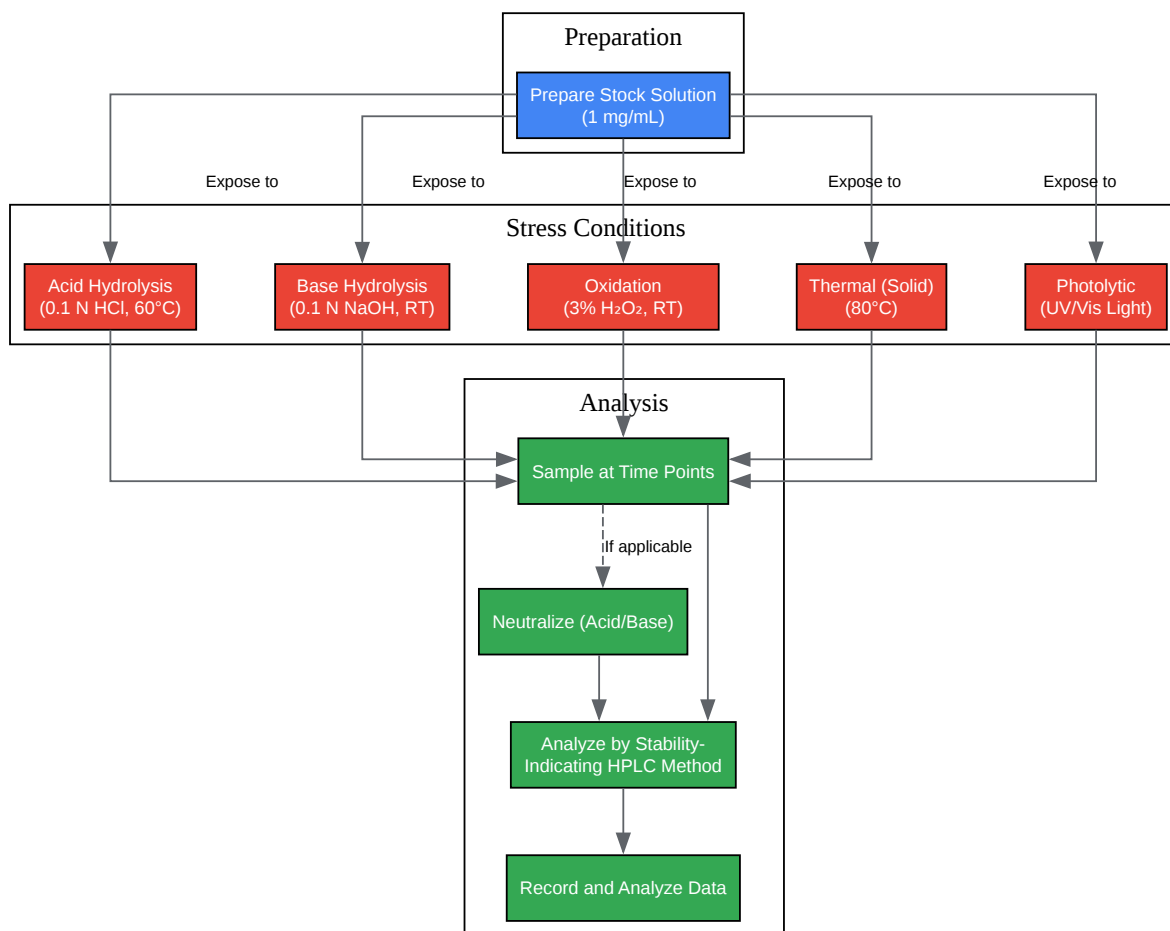 Preparation
Prepare Stock Solution
(1 mg/mL)
Expose to
Expose to
Expose to
Expose to
Expose to
Stress Conditions
Acid Hydrolysis
(0.1 N HCl, 60°C)
Base Hydrolysis
(0.1 N NaOH, RT)
Oxidation
(3% H₂O₂, RT)
Thermal (Solid)
(80°C)
Photolytic
(UV/Vis Light)
Analysis
Sample at Time Points
If applicable
Neutralize (Acid/Base)
Analyze by Stability-
Indicating HPLC Method
Record and Analyze Data